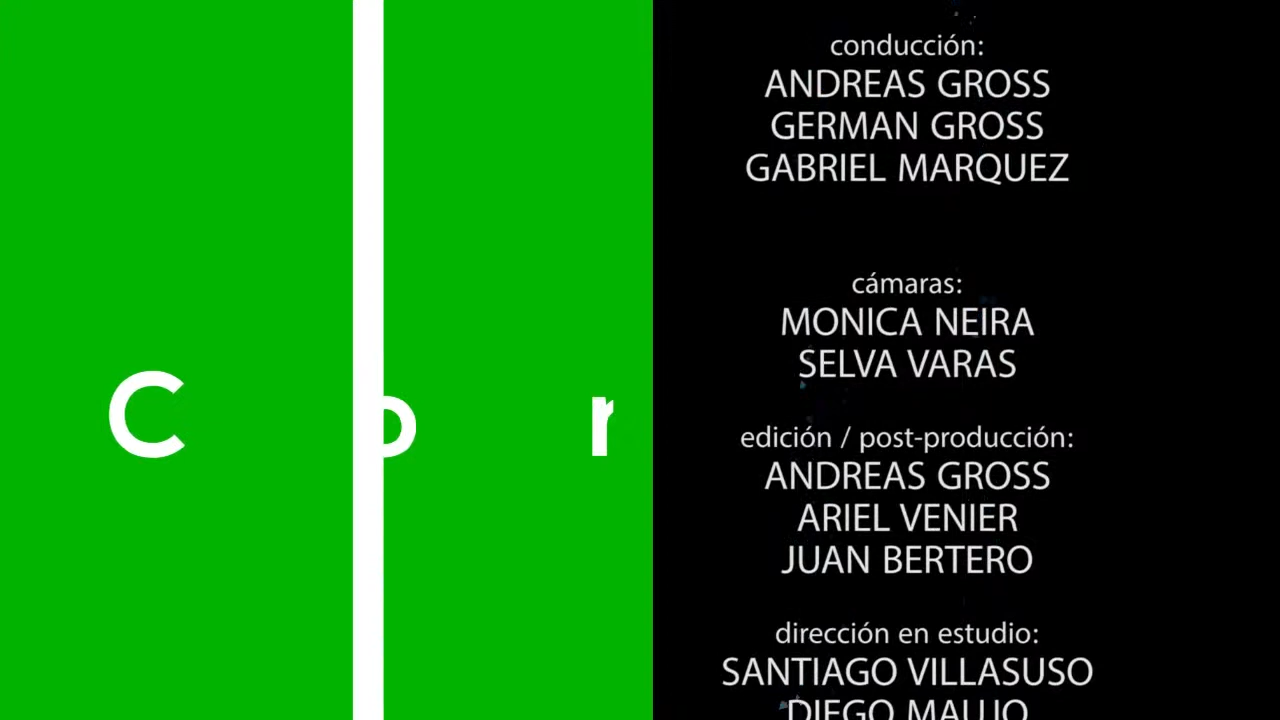 C o r
conducción:
ANDREAS GROSS
GERMAN GROSS
GABRIEL MARQUEZ
cámaras:
MONICA NEIRA
SELVA VARAS
edición / post-producción:
ANDREAS GROSS
ARIEL VENIER
JUAN BERTERO
dirección en estudio:
SANTIAGO VILLASUSO
DIEGO